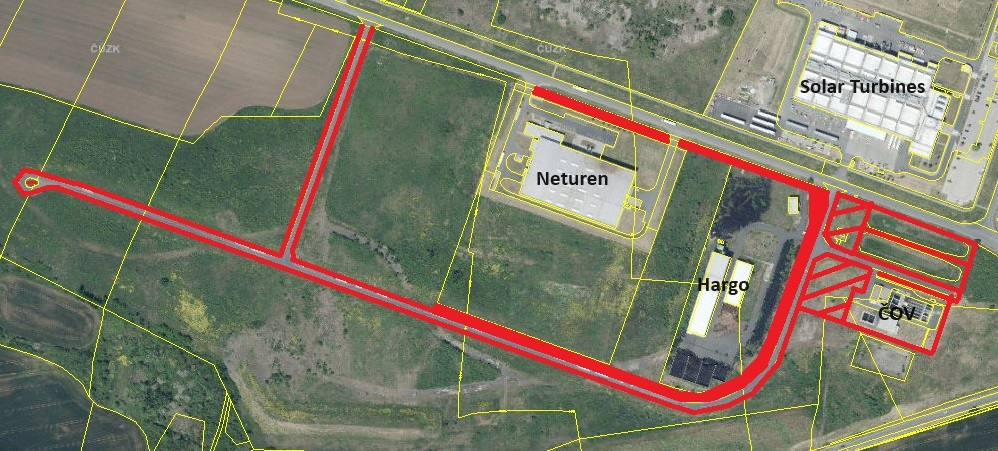 ČÚZK
ČÚZK
Solar Turbines
Neturen
Hargo
ČOV